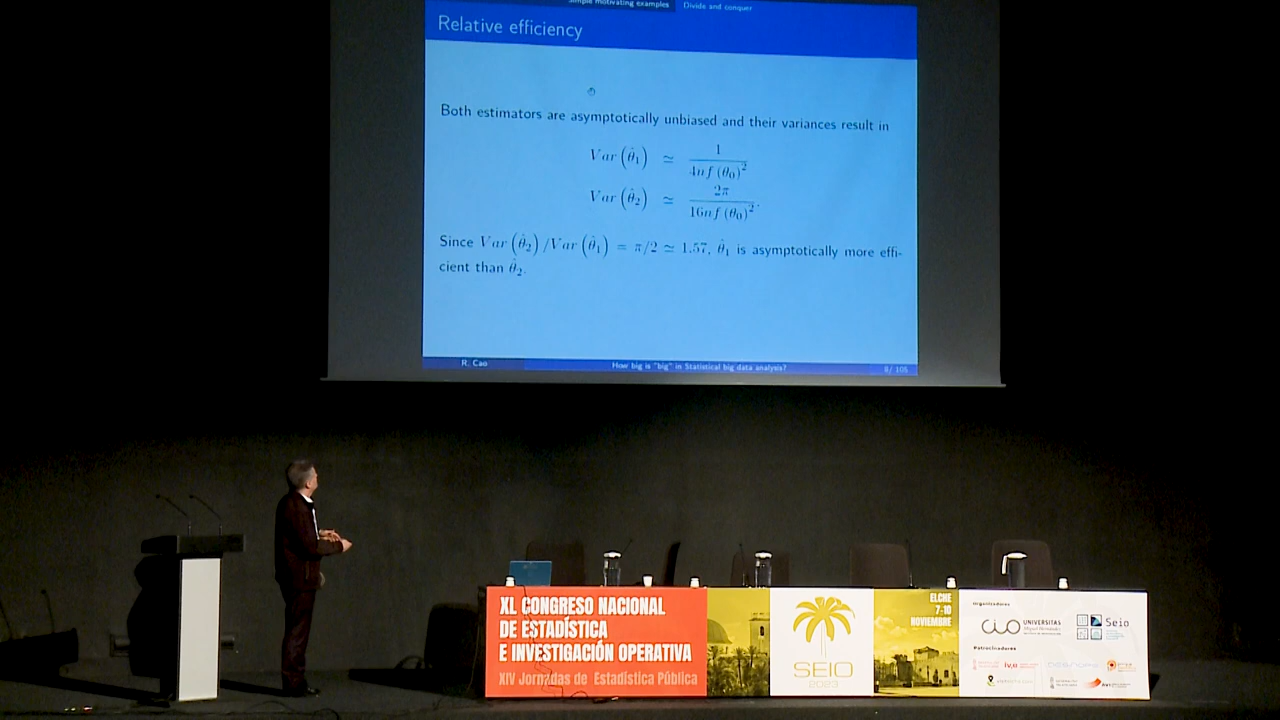 Simple motivating examples Divide and conquer
Relative efficiency
Both estimators are asymptotically unbiased and their variances result in
Var(θ̂₁) ≃ 1 / 4nf(θ₀)²
Var(θ̂₂) ≃ 2π / 16nf(θ₀)².
Since Var(θ̂₂)/Var(θ̂₁) = π/2 ≃ 1.57, θ̂₁ is asymptotically more effi-
cient than θ̂₂.
R. Cao How big is "big" in Statistical big data analysis? 8/ 105
XL CONGRESO NACIONAL
DE ESTADÍSTICA
E INVESTIGACIÓN OPERATIVA
XIV Jornadas de Estadística Pública
SEIO
2023
ELCHE
7-10
NOVIEMBRE
Organizadores
CIO UNIVERSITAS
Miguel Hernández
Seio
Patrocinadores